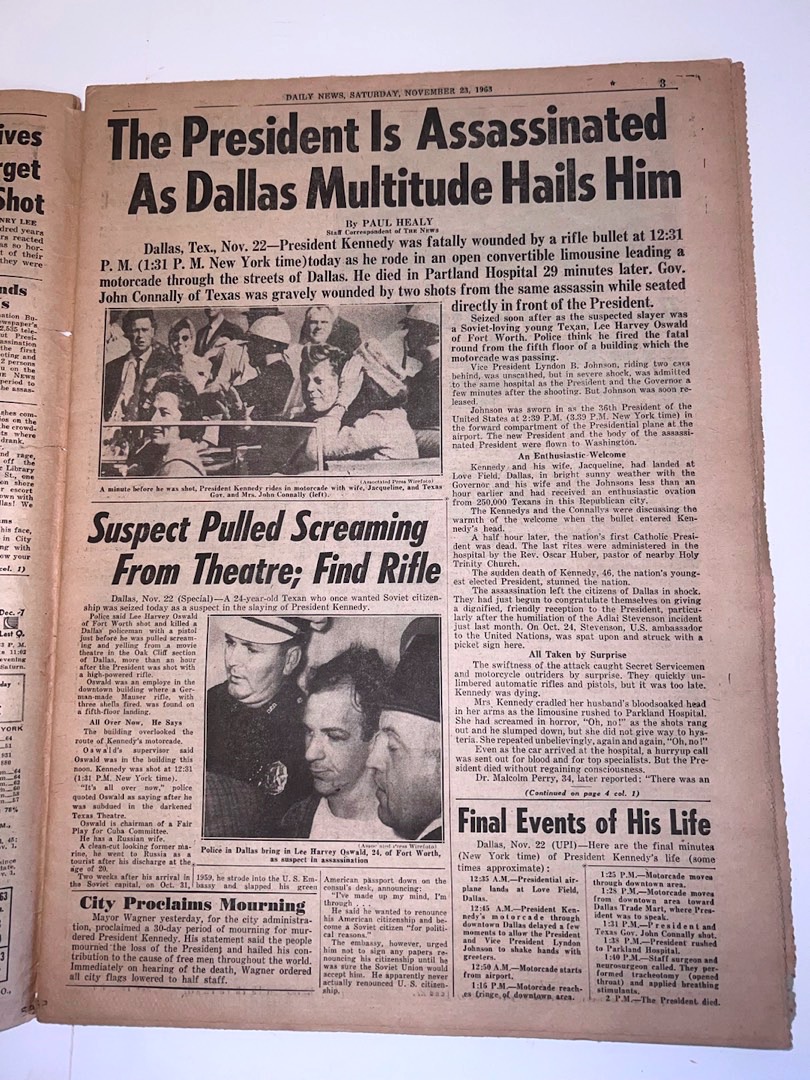 ives
rget
Shot
NRY LEE
dred years
rs reacted
as so hor-
t of their
they were
nds
s
DAILY NEWS, SATURDAY, NOVEMBER 23, 1963
3
The President Is Assassinated
As Dallas Multitude Hails Him
By PAUL HEALY
Staff Correspondent of THE NEWS
Dallas, Tex., Nov. 22—President Kennedy was fatally wounded by a rifle bullet at 12:31
P. M. (1:31 P. M. New York time)today as he rode in an open convertible limousine leading a
motorcade through the streets of Dallas. He died in Partland Hospital 29 minutes later. Gov.
John Connally of Texas was gravely wounded by two shots from the same assassin while seated
directly in front of the President.
(Associated Press Wirefoto)
A minute before he was shot, President Kennedy rides in motorcade with wife, Jacqueline, and Texas
Gov. and Mrs. John Connally (left).
Seized soon after as the suspected slayer was
a Soviet-loving young Texan, Lee Harvey Oswald
of Fort Worth. Police think he fired the fatal
round from the fifth floor of a building which the
motorcade was passing.
Vice President Lyndon B. Johnson, riding two cars
behind, was unscathed, but in severe shock, was admitted
to the same hospital as the President and the Governor a
few minutes after the shooting. But Johnson was soon re-
leased.
Johnson was sworn in as the 36th President of the
United States at 2:39 P.M. (3.39 P.M. New York time) in
the forward compartment of the Presidential plane at the
airport. The new President and the body of the assassi-
nated President were flown to Washington.
An Enthusiastic Welcome
Kennedy and his wife, Jacqueline, had landed at
Love Field, Dallas, in bright sunny weather with the
Governor and his wife and the Johnsons less than an
hour earlier and had received an enthusiastic ovation
from 250,000 Texans in this Republican city.
The Kennedys and the Connallys were discussing the
warmth of the welcome when the bullet entered Ken-
nedy's head.
A half hour later, the nation's first Catholic Presi-
dent was dead. The last rites were administered in the
hospital by the Rev. Oscar Huber, pastor of nearby Holy
Trinity Church.
The sudden death of Kennedy, 46, the nation's young-
est elected President, stunned the nation.
The assassination left the citizens of Dallas in shock.
They had just begun to congratulate themselves on giving
a dignified, friendly reception to the President, particu-
larly after the humiliation of the Adlai Stevenson incident
just last month. On Oct. 24, Stevenson, U.S. ambassador
to the United Nations, was spat upon and struck with a
picket sign here.
All Taken by Surprise
The swiftness of the attack caught Secret Servicemen
and motorcycle outriders by surprise. They quickly un-
limbered automatic rifles and pistols, but it was too late.
Kennedy was dying.
Mrs. Kennedy cradled her husband's bloodsoaked head
in her arms as the limousine rushed to Parkland Hospital.
She had screamed in horror, "Oh, no!" as the shots rang
out and he slumped down, but she did not give way to hys-
teria. She repeated unbelievingly, again and again, "Oh, no!"
Even as the car arrived at the hospital, a hurryup call
was sent out for blood and for top specialists. But the Pre-
sident died without regaining consciousness.
Dr. Malcolm Perry, 34, later reported: "There was an
(Continued on page 4 col. 1)
Suspect Pulled Screaming
From Theatre; Find Rifle
Dallas, Nov. 22 (Special)—A 24-year-old Texan who once wanted Soviet citizen-
ship was seized today as a suspect in the slaying of President Kennedy.
Police said Lee Harvey Oswald
of Fort Worth shot and killed a
Dallas policeman with a pistol
just before he was pulled scream-
ing and yelling from a movie
theatre in the Oak Cliff section
of Dallas, more than an hour
after the President was shot with
a high-powered rifle.
Oswald was an employe in the
downtown building where a Ger-
man-made Mauser rifle, with
three shells fired, was found on
a fifth-floor landing.
All Over Now, He Says
The building overlooked the
route of Kennedy's motorcade.
Oswald's supervisor said
Oswald was in the building this
noon. Kennedy was shot at 12:31
(1:31 P.M. New York time).
"It's all over now," police
quoted Oswald as saying after he
was subdued in the darkened
Texas Theatre.
Oswald is chairman of a Fair
Play for Cuba Committee.
He has a Russian wife.
A clean-cut looking former ma-
rine, he went to Russia as a
tourist after his discharge at the
age of 20.
Two weeks after his arrival in
the Soviet capital, on Oct. 31,
(Associated Press Wirefoto)
Police in Dallas bring in Lee Harvey Oswald, 24, of Fort Worth,
as suspect in assassination
1959, he strode into the U.S. Em-
bassy and slapped his green
American passport down on the
consul's desk, announcing:
"I've made up my mind, I'm
through . . .
He said he wanted to renounce
his American citizenship and be-
come a Soviet citizen "for politi-
cal reasons."
The embassy, however, urged
him not to sign any papers re-
nouncing his citizenship until he
was sure the Soviet Union would
accept him. He apparently never
actually renounced U. S. citizen-
ship.
City Proclaims Mourning
Mayor Wagner yesterday, for the city administra-
tion, proclaimed a 30-day period of mourning for mur-
dered President Kennedy. His statement said the people
mourned the loss of the President and hailed his con-
tribution to the cause of free men throughout the world.
Immediately on hearing of the death, Wagner ordered
all city flags lowered to half staff.
Final Events of His Life
Dallas, Nov. 22 (UPI)—Here are the final minutes
(New York time) of President Kennedy's life (some
times approximate) :
12:35 A.M.—Presidential air-
plane lands at Love Field,
Dallas.
12:45 A.M.—President Ken-
nedy's motorcade through
downtown Dallas delayed a few
moments to allow the President
and Vice President Lyndon
Johnson to shake hands with
greeters.
12:50 A.M.—Motorcade starts
from airport.
1:16 P.M.—Motorcade reach-
es fringe of downtown area.
1:25 P.M.—Motorcade moves
through downtown area.
1:28 P.M.—Motorcade moves
from downtown area toward
Dallas Trade Mart, where Pres-
ident was to speak.
1:31 P.M.—President and
Texas Gov. John Connally shot.
1:38 P.M.—President rushed
to Parkland Hospital.
1:40 P.M.—Staff surgeon and
neurosurgeon called. They per-
formed tracheotomy (opened
throat) and applied breathing
stimulants.
2 P.M.—The President died.